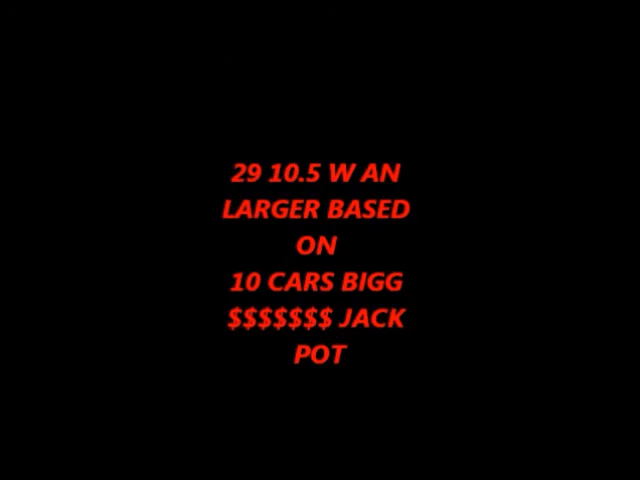 29 10.5 W AN
LARGER BASED
ON
10 CARS BIGG
$$$$$$$ JACK
POT